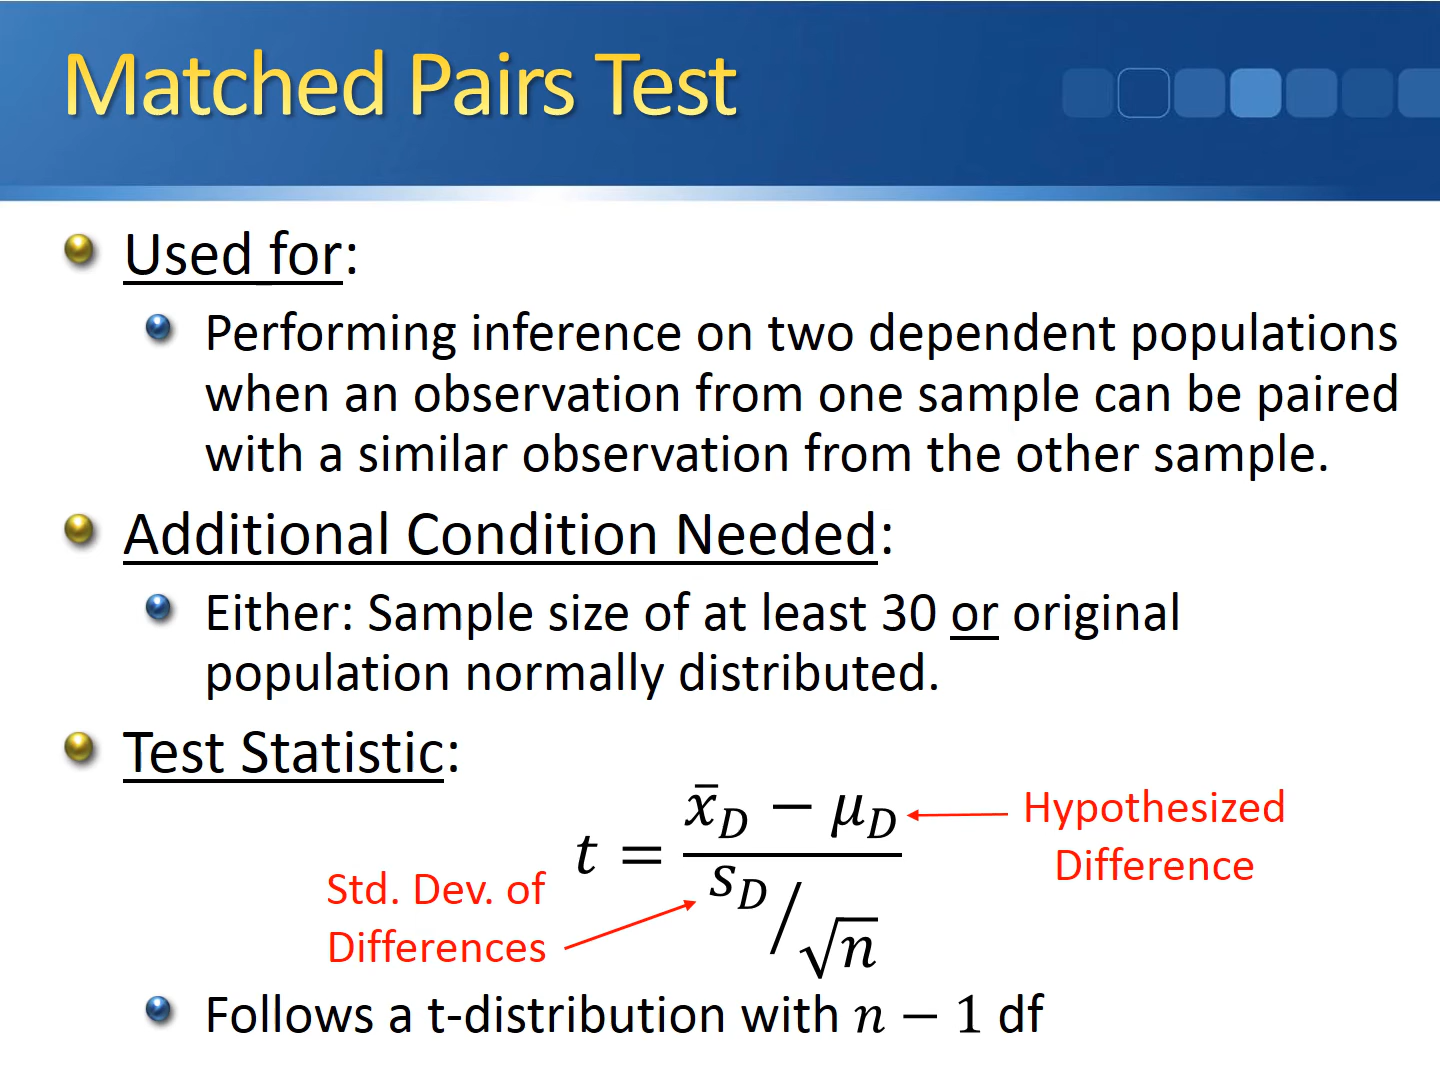 Matched Pairs Test
Used for:
Performing inference on two dependent populations
when an observation from one sample can be paired
with a similar observation from the other sample.
Additional Condition Needed:
Either: Sample size of at least 30 or original
population normally distributed.
Test Statistic:
t = (x̄_D − μ_D) / (s_D / √n)
Hypothesized
Difference
Std. Dev. of
Differences
Follows a t-distribution with n − 1 df